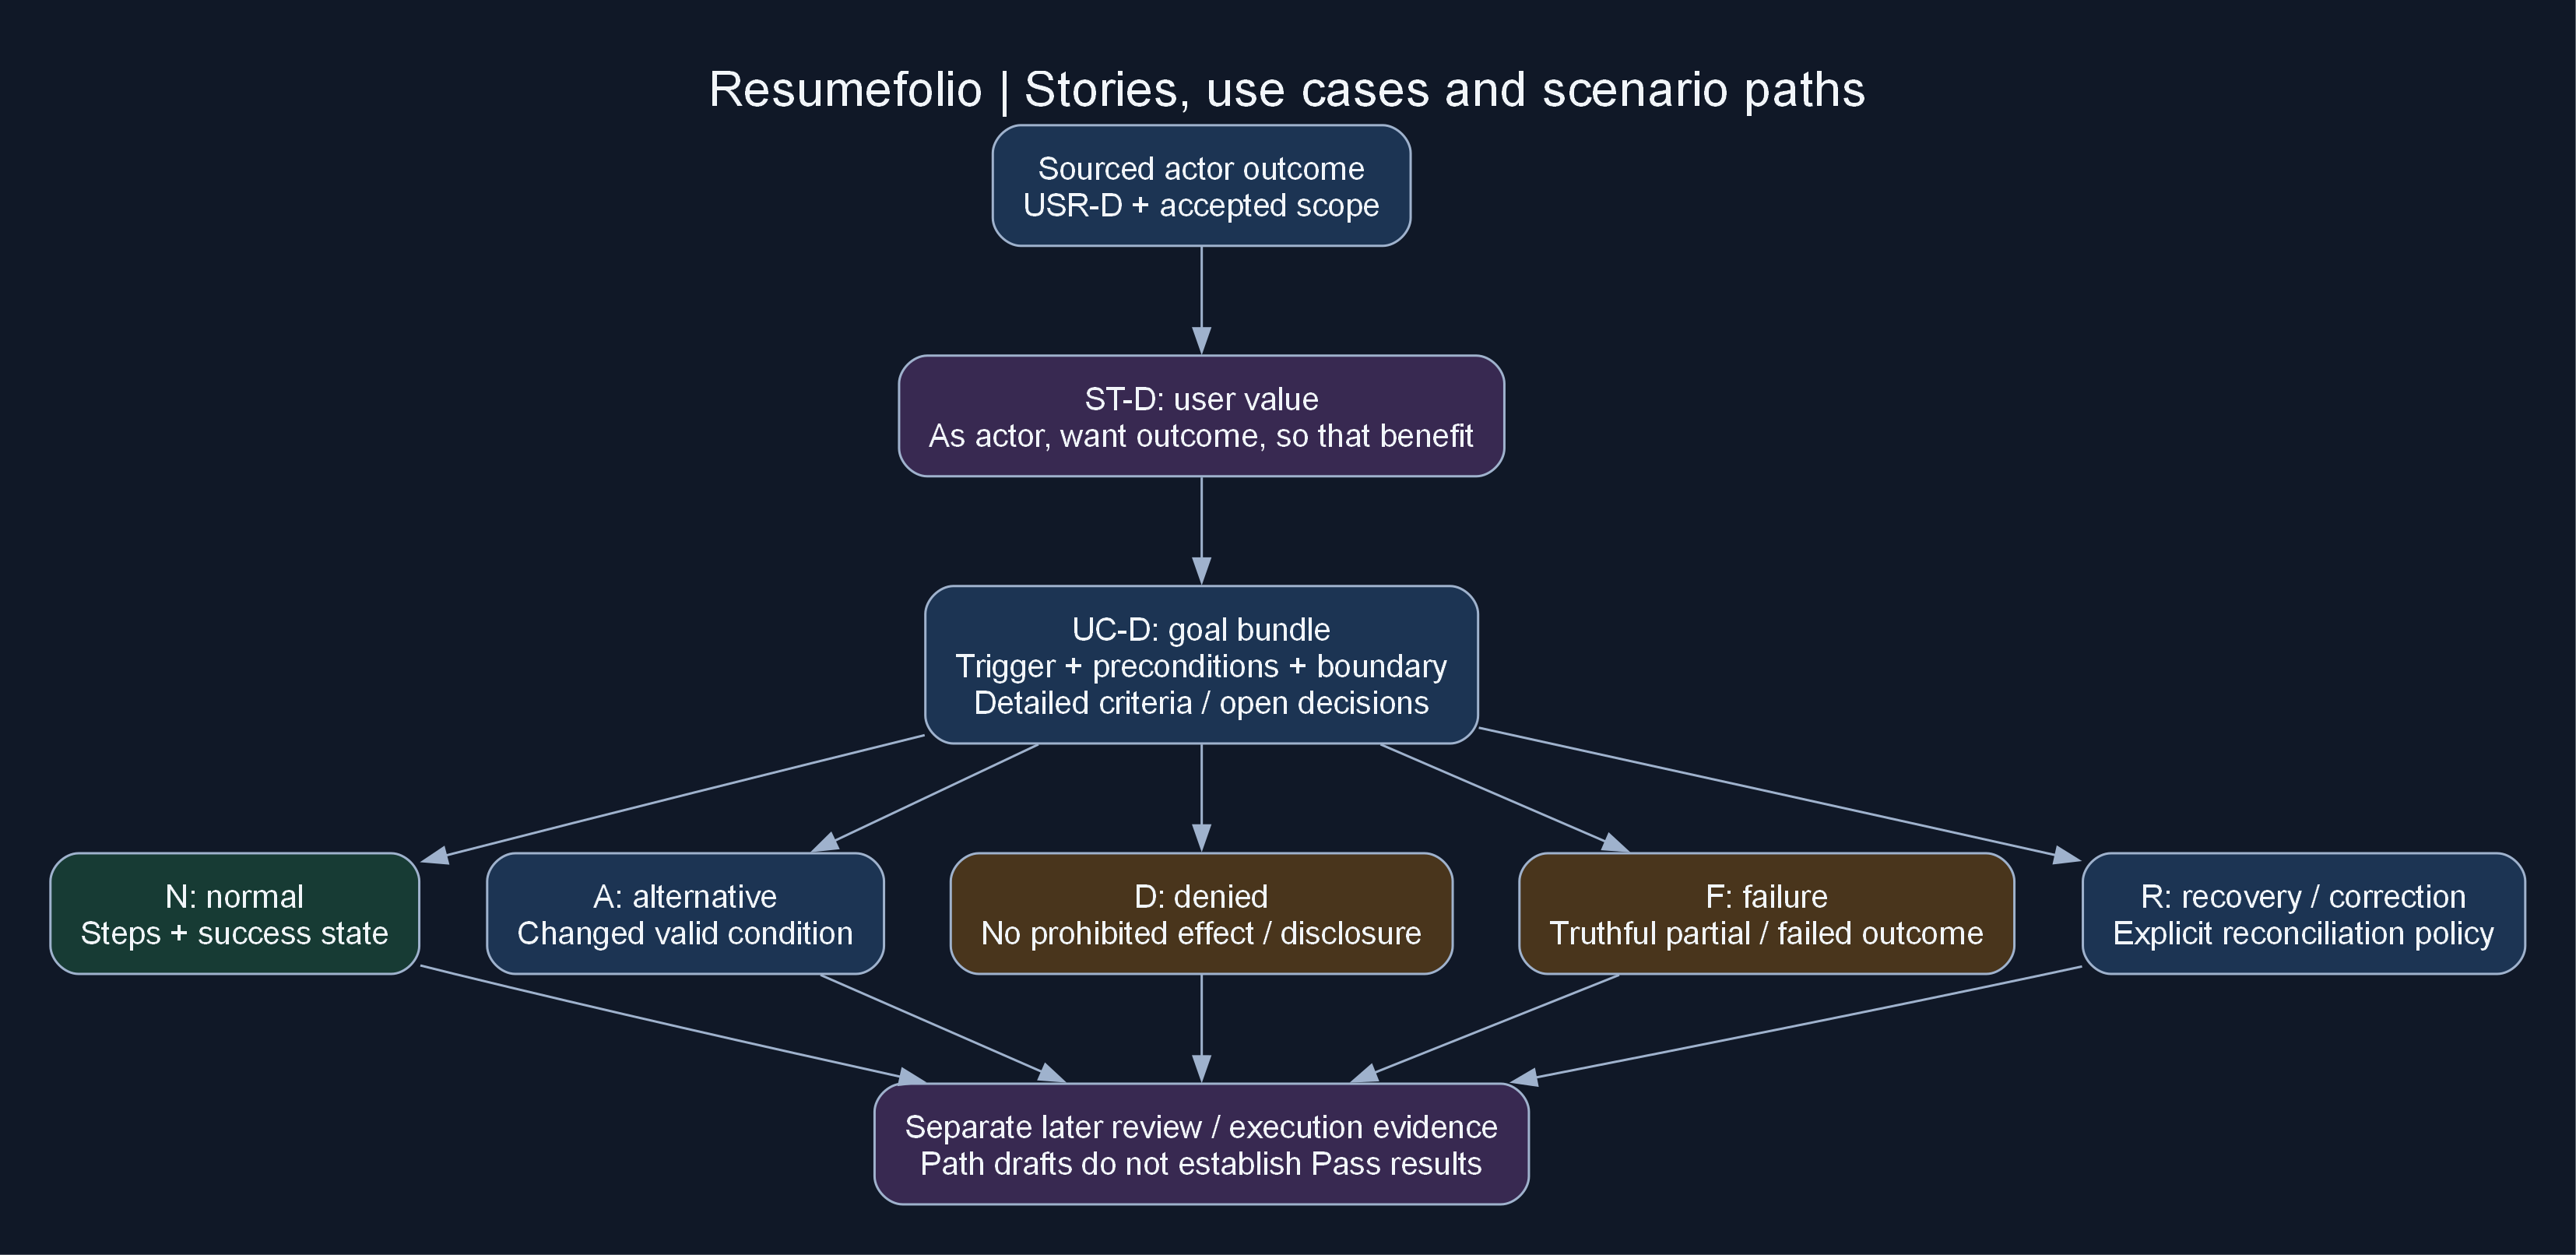 Resumefolio | Stories, use cases and scenario paths
Sourced actor outcome
USR-D + accepted scope
ST-D: user value
As actor, want outcome, so that benefit
UC-D: goal bundle
Trigger + preconditions + boundary
Detailed criteria / open decisions
N: normal
Steps + success state
A: alternative
Changed valid condition
D: denied
No prohibited effect / disclosure
F: failure
Truthful partial / failed outcome
R: recovery / correction
Explicit reconciliation policy
Separate later review / execution evidence
Path drafts do not establish Pass results